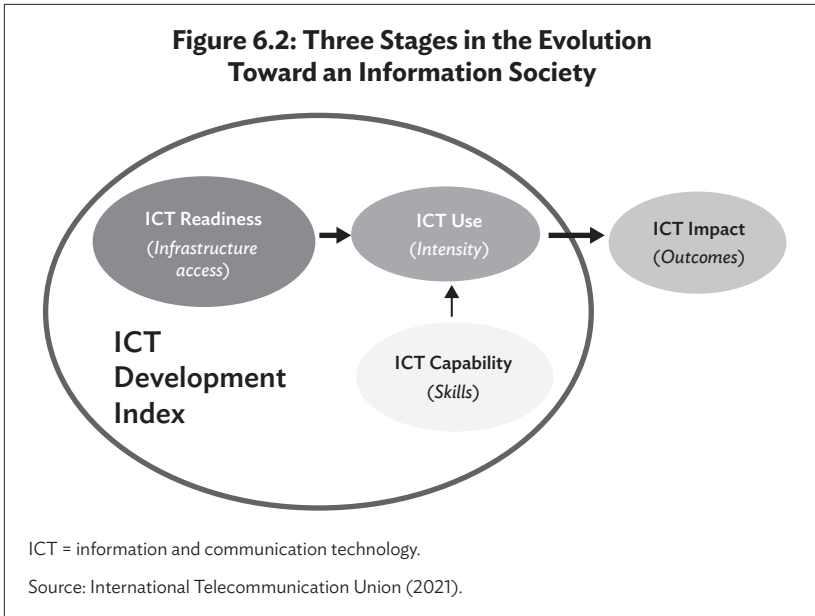 Figure 6.2: Three Stages in the Evolution
Toward an Information Society
ICT Readiness
(Infrastructure
access)
ICT Use
(Intensity)
ICT Impact
(Outcomes)
ICT
Development
Index
ICT Capability
(Skills)
ICT = information and communication technology.
Source: International Telecommunication Union (2021).